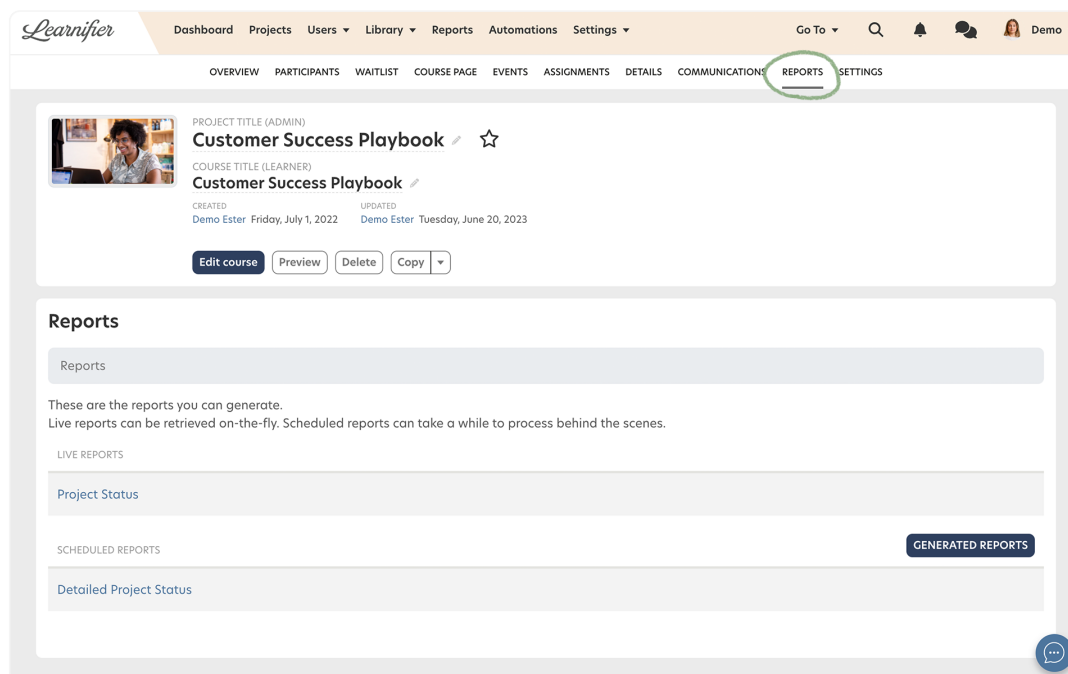 Learnifier
Dashboard Projects Users Library Reports Automations Settings Go To Demo
OVERVIEW PARTICIPANTS WAITLIST COURSE PAGE EVENTS ASSIGNMENTS DETAILS COMMUNICATIONS REPORTS SETTINGS
PROJECT TITLE (ADMIN)
Customer Success Playbook
COURSE TITLE (LEARNER)
Customer Success Playbook
CREATED UPDATED
Demo Ester Friday, July 1, 2022 Demo Ester Tuesday, June 20, 2023
Edit course Preview Delete Copy
Reports
Reports
These are the reports you can generate.
Live reports can be retrieved on-the-fly. Scheduled reports can take a while to process behind the scenes.
LIVE REPORTS
Project Status
SCHEDULED REPORTS GENERATED REPORTS
Detailed Project Status